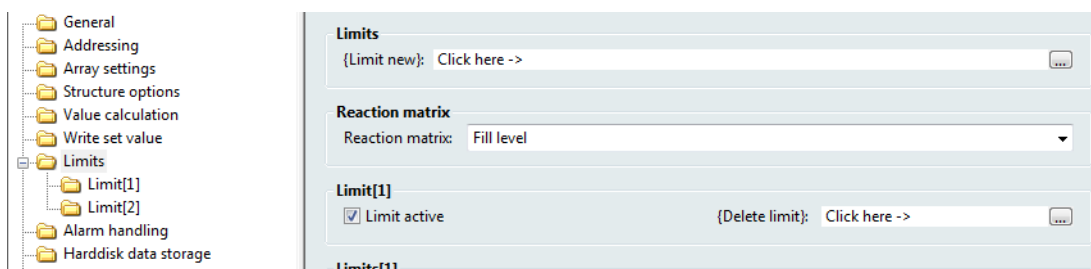 General
Addressing
Array settings
Structure options
Value calculation
Write set value
Limits
Limit[1]
Limit[2]
Alarm handling
Harddisk data storage
Limits
{Limit new}: Click here -> ...
Reaction matrix
Reaction matrix: Fill level
Limit[1]
Limit active {Delete limit}: Click here -> ...
Limits[1]